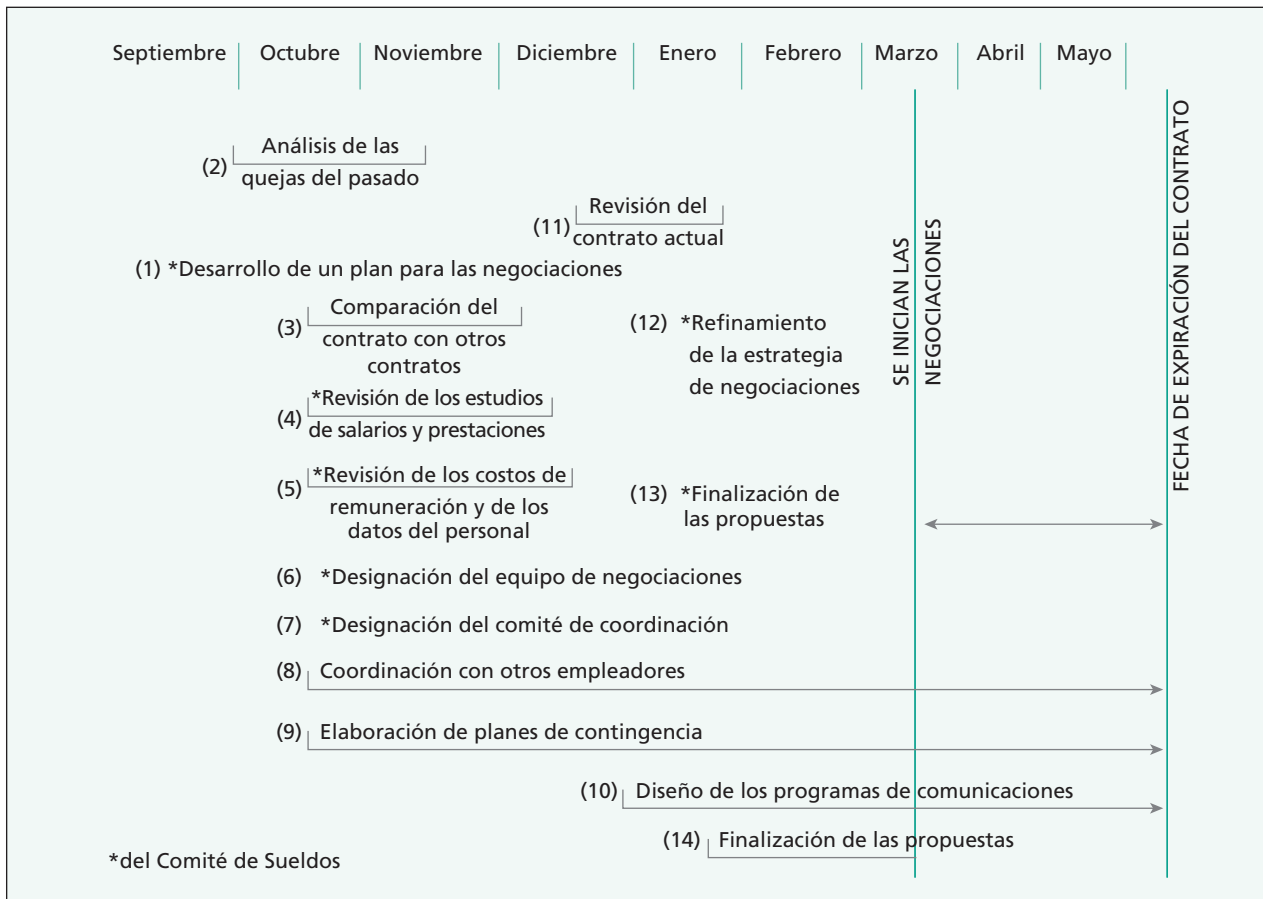 Septiembre Octubre Noviembre Diciembre Enero Febrero Marzo Abril Mayo
(2) Análisis de las
quejas del pasado
(11) Revisión del
contrato actual
(1) *Desarrollo de un plan para las negociaciones
(3) Comparación del
contrato con otros
contratos
(12) *Refinamiento
de la estrategia
de negociaciones
(4) *Revisión de los estudios
de salarios y prestaciones
(5) *Revisión de los costos de
remuneración y de los
datos del personal
(13) *Finalización de
las propuestas
(6) *Designación del equipo de negociaciones
(7) *Designación del comité de coordinación
(8) Coordinación con otros empleadores
(9) Elaboración de planes de contingencia
(10) Diseño de los programas de comunicaciones
(14) Finalización de las propuestas
*del Comité de Sueldos
SE INICIAN LAS
NEGOCIACIONES
FECHA DE EXPIRACIÓN DEL CONTRATO